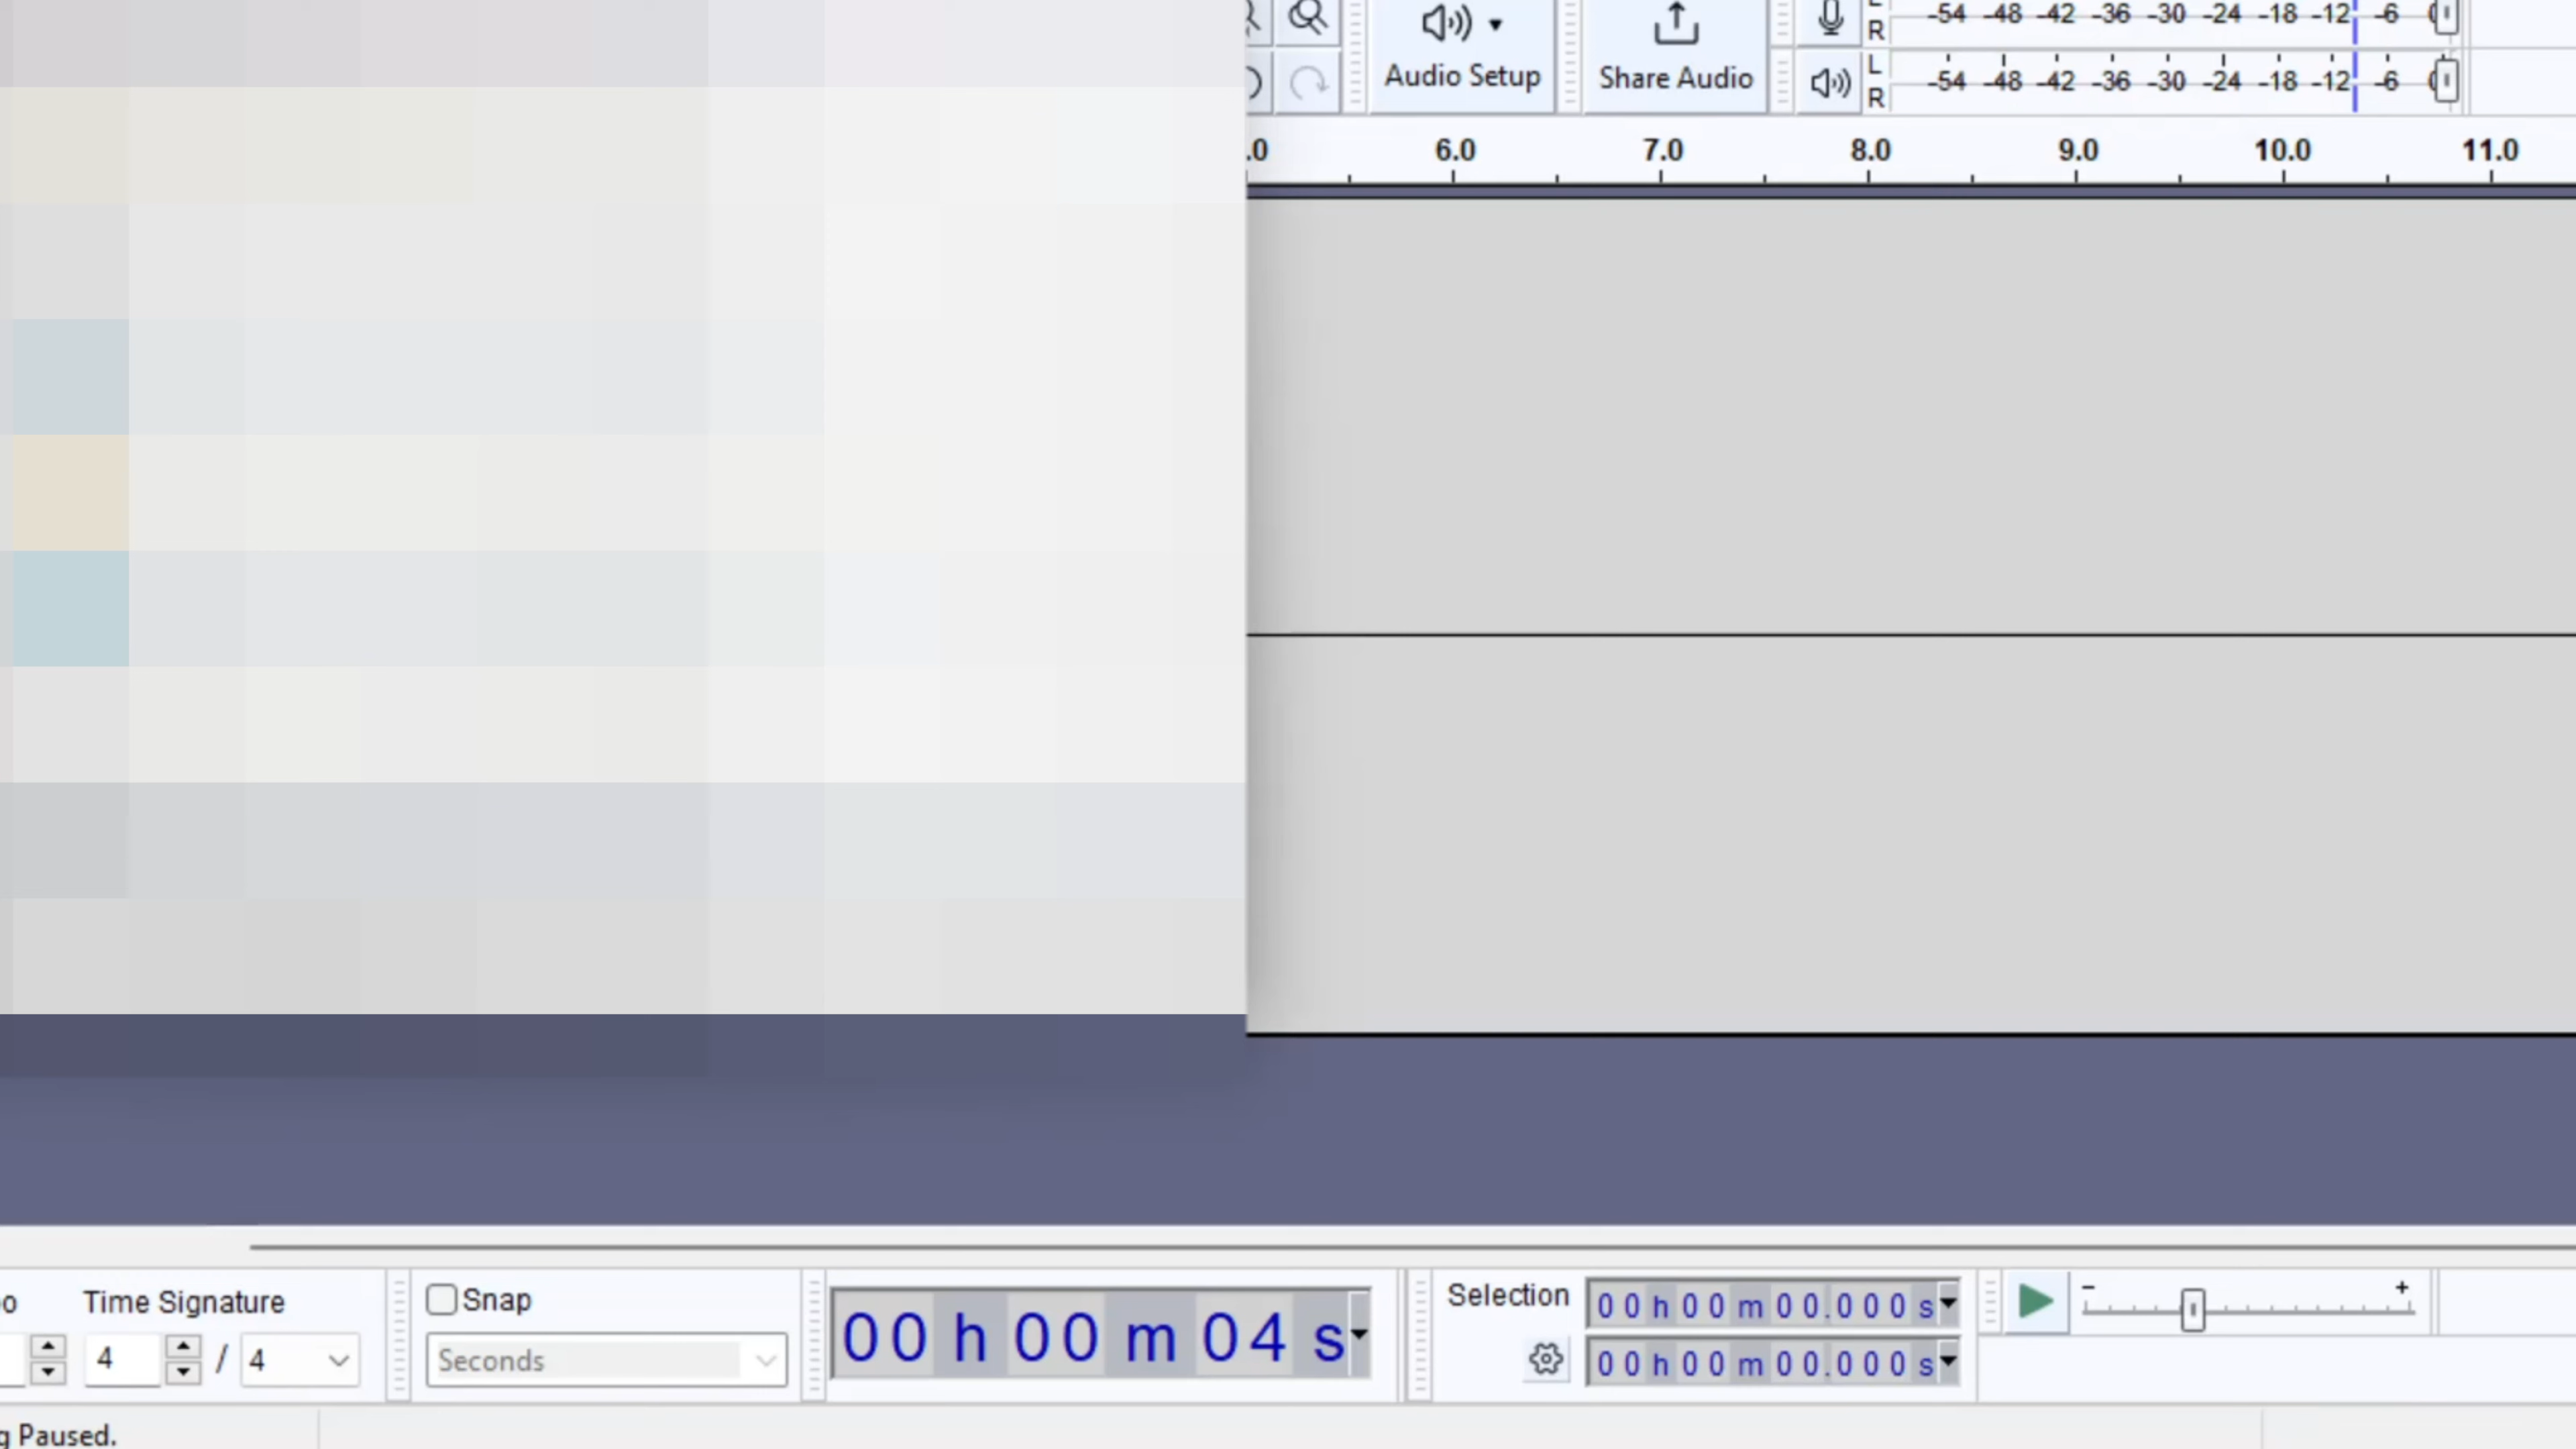 L
R -54 -48 -42 -36 -30 -24 -18 -12 -6 0
Audio Setup
Share Audio
L
R -54 -48 -42 -36 -30 -24 -18 -12 -6 0
.0 6.0 7.0 8.0 9.0 10.0 11.0
Time Signature
4 / 4
Snap
Seconds
00 h 00 m 04 s
Selection
00 h 00 m 00.000 s
00 h 00 m 00.000 s
- +
g Paused.